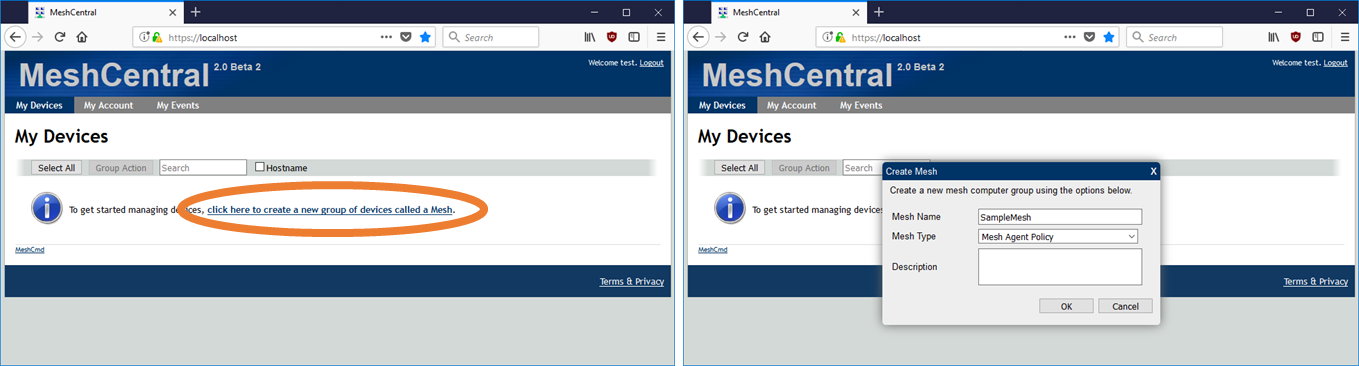 MeshCentral
https://localhost
Search
MeshCentral 2.0 Beta 2
Welcome test. Logout
My Devices My Account My Events
My Devices
Select All Group Action Search Hostname
To get started managing devices, click here to create a new group of devices called a Mesh.
MeshCmd
Terms & Privacy
MeshCentral
https://localhost
Search
MeshCentral 2.0 Beta 2
Welcome test. Logout
My Devices My Account My Events
My Devices
Select All Group Action Search
To get started managing devices
MeshCmd
Terms & Privacy
Create Mesh X
Create a new mesh computer group using the options below.
Mesh Name SampleMesh
Mesh Type Mesh Agent Policy
Description
OK Cancel